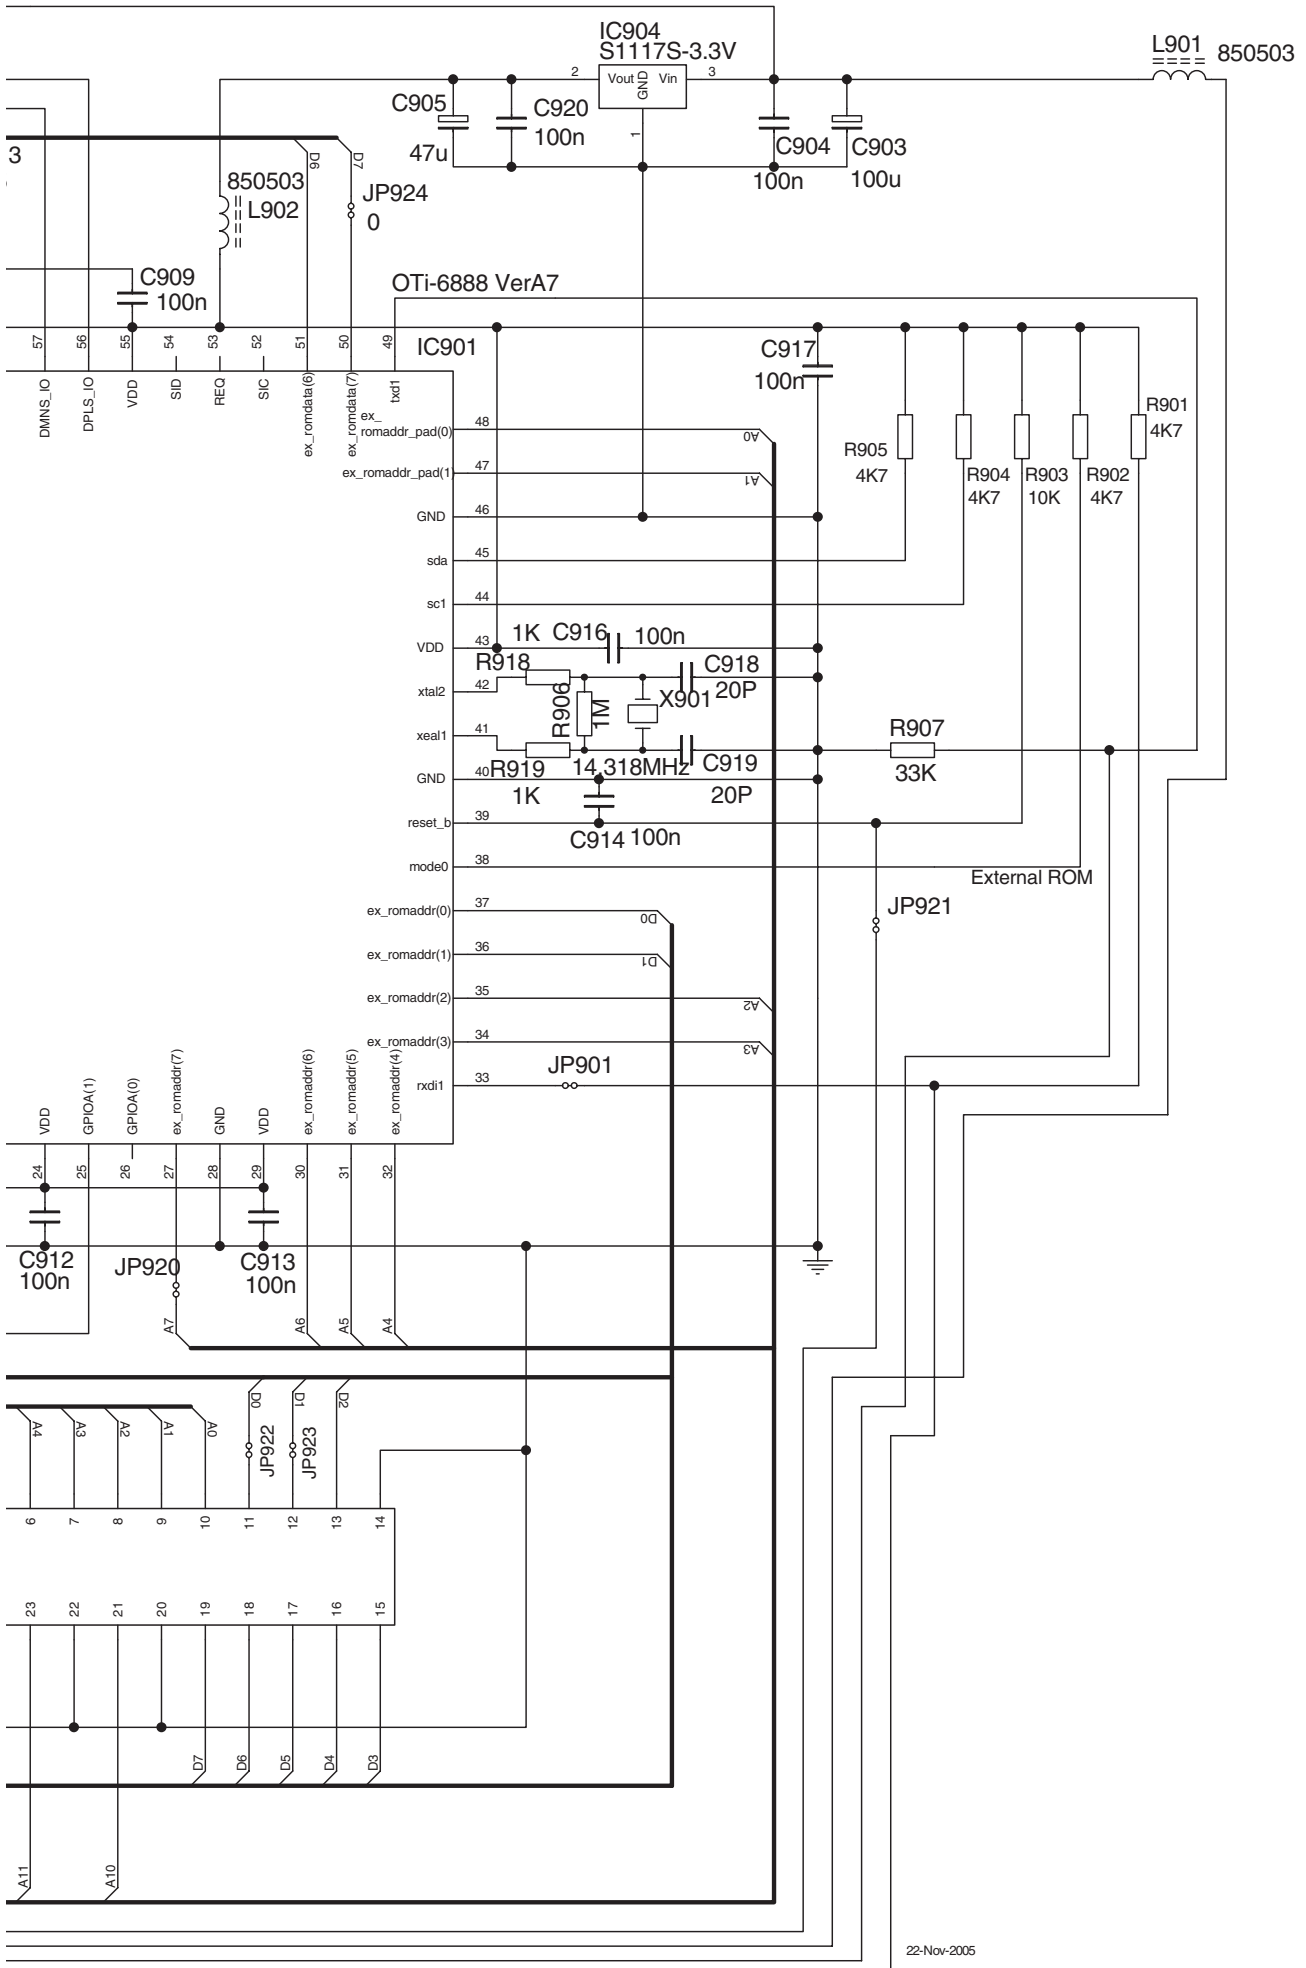 IC904
S1117S-3.3V
L901 850503
2 Vout GND Vin 3
1
C905
47u
C920
100n
C904
100n
C903
100u
3
D6
D7
850503
L902
JP924
0
C909
100n
OTi-6888 VerA7
57 56 55 54 53 52 51 50 49
IC901
DMNS_IO
DPLS_IO
VDD
SID
REQ
SIC
ex_romdata(6)
ex_romdata(7)
txd1
C917
100n
R901
4K7
R905
4K7
R904
4K7
R903
10K
R902
4K7
ex_
romaddr_pad(0) 48 A0
ex_romaddr_pad(1) 47 A1
GND 46
sda 45
sc1 44
VDD 43
1K C916 100n
R918
C918
20P
xtal2 42
R906
1M
X901
xeal1 41
R907
33K
R919
1K
14,318MHz
C919
20P
GND 40
reset_b 39
C914 100n
mode0 38
External ROM
JP921
ex_romaddr(0) 37 D0
ex_romaddr(1) 36 D1
ex_romaddr(2) 35 A2
ex_romaddr(3) 34 A3
rxdi1 33
JP901
VDD
GPIOA(1)
GPIOA(0)
ex_romaddr(7)
GND
VDD
ex_romaddr(6)
ex_romaddr(5)
ex_romaddr(4)
24 25 26 27 28 29 30 31 32
C912
100n
JP920
C913
100n
A7 A6 A5 A4
D0 D1 D2
A4 A3 A2 A1 A0
JP922
JP923
6 7 8 9 10 11 12 13 14
23 22 21 20 19 18 17 16 15
D7 D6 D5 D4 D3
A11 A10
22-Nov-2005